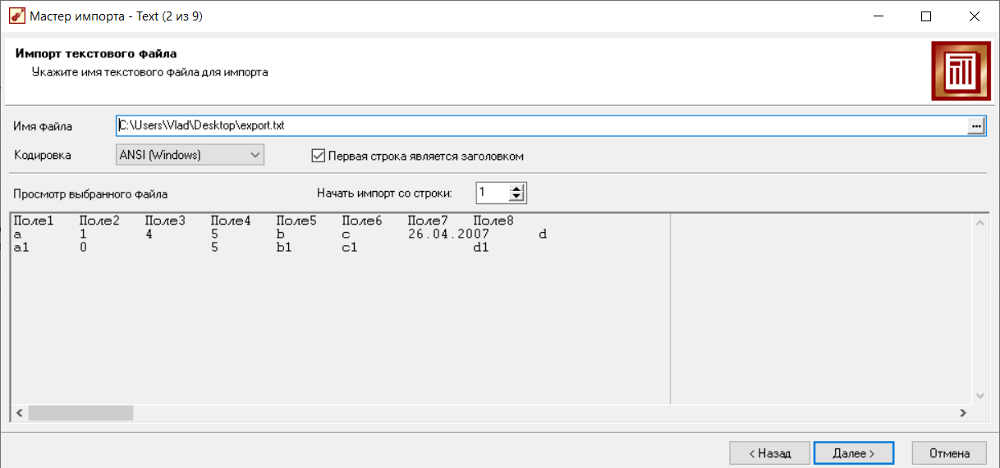 Мастер импорта - Text (2 из 9)
Импорт текстового файла
Укажите имя текстового файла для импорта
Имя файла C:\Users\Vlad\Desktop\export.txt ...
Кодировка ANSI (Windows) Первая строка является заголовком
Просмотр выбранного файла Начать импорт со строки: 1
Поле1 Поле2 Поле3 Поле4 Поле5 Поле6 Поле7 Поле8
a 1 4 5 b c 26.04.2007 d
a1 0 5 b1 c1 d1
< Назад Далее > Отмена